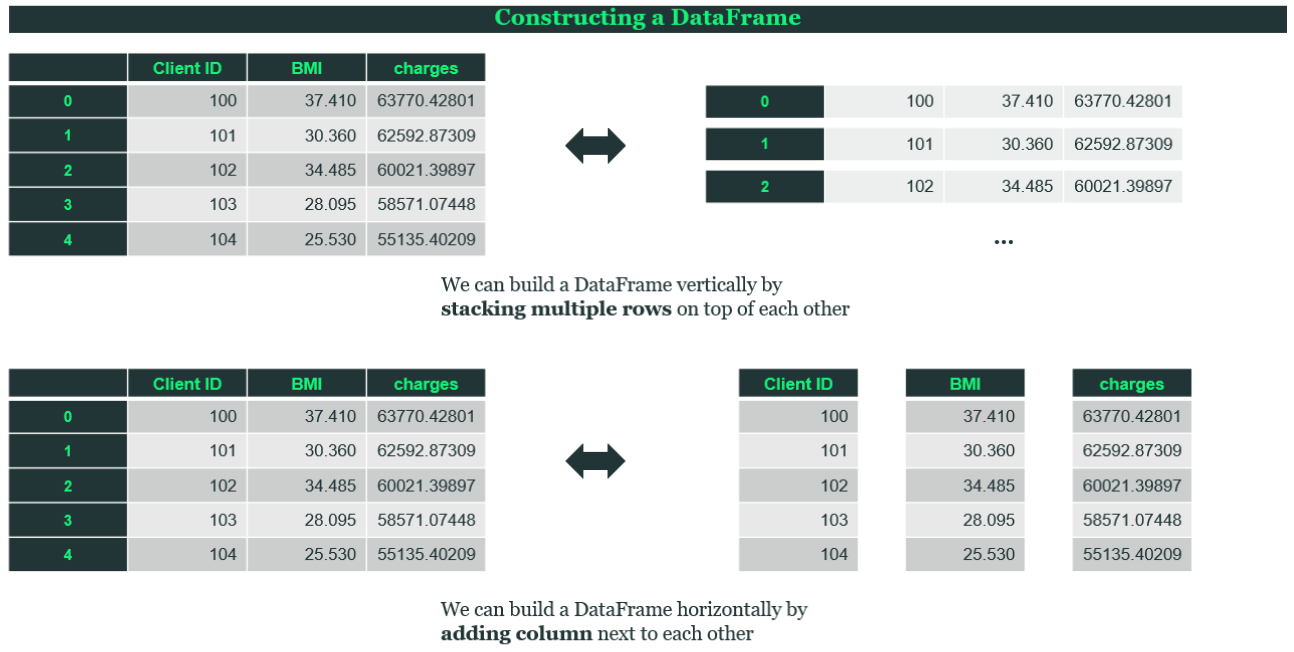 Constructing a DataFrame
Client ID BMI charges
0 100 37.410 63770.42801
1 101 30.360 62592.87309
2 102 34.485 60021.39897
3 103 28.095 58571.07448
4 104 25.530 55135.40209
0 100 37.410 63770.42801
1 101 30.360 62592.87309
2 102 34.485 60021.39897
...
We can build a DataFrame vertically by
stacking multiple rows on top of each other
Client ID BMI charges
0 100 37.410 63770.42801
1 101 30.360 62592.87309
2 102 34.485 60021.39897
3 103 28.095 58571.07448
4 104 25.530 55135.40209
Client ID BMI charges
100 37.410 63770.42801
101 30.360 62592.87309
102 34.485 60021.39897
103 28.095 58571.07448
104 25.530 55135.40209
We can build a DataFrame horizontally by
adding column next to each other